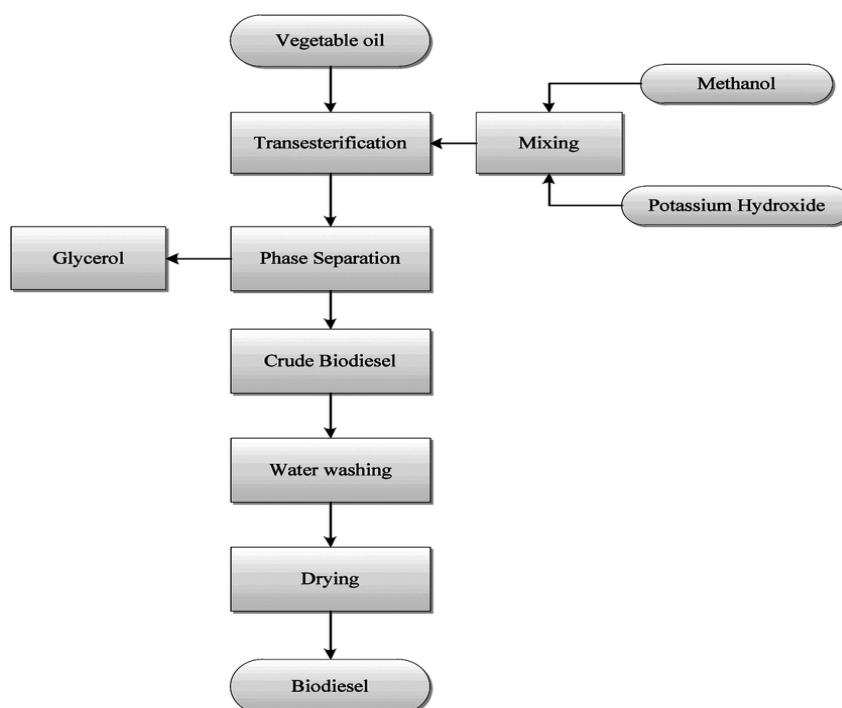 Vegetable oil
Methanol
Transesterification
Mixing
Potassium Hydroxide
Glycerol
Phase Separation
Crude Biodiesel
Water washing
Drying
Biodiesel